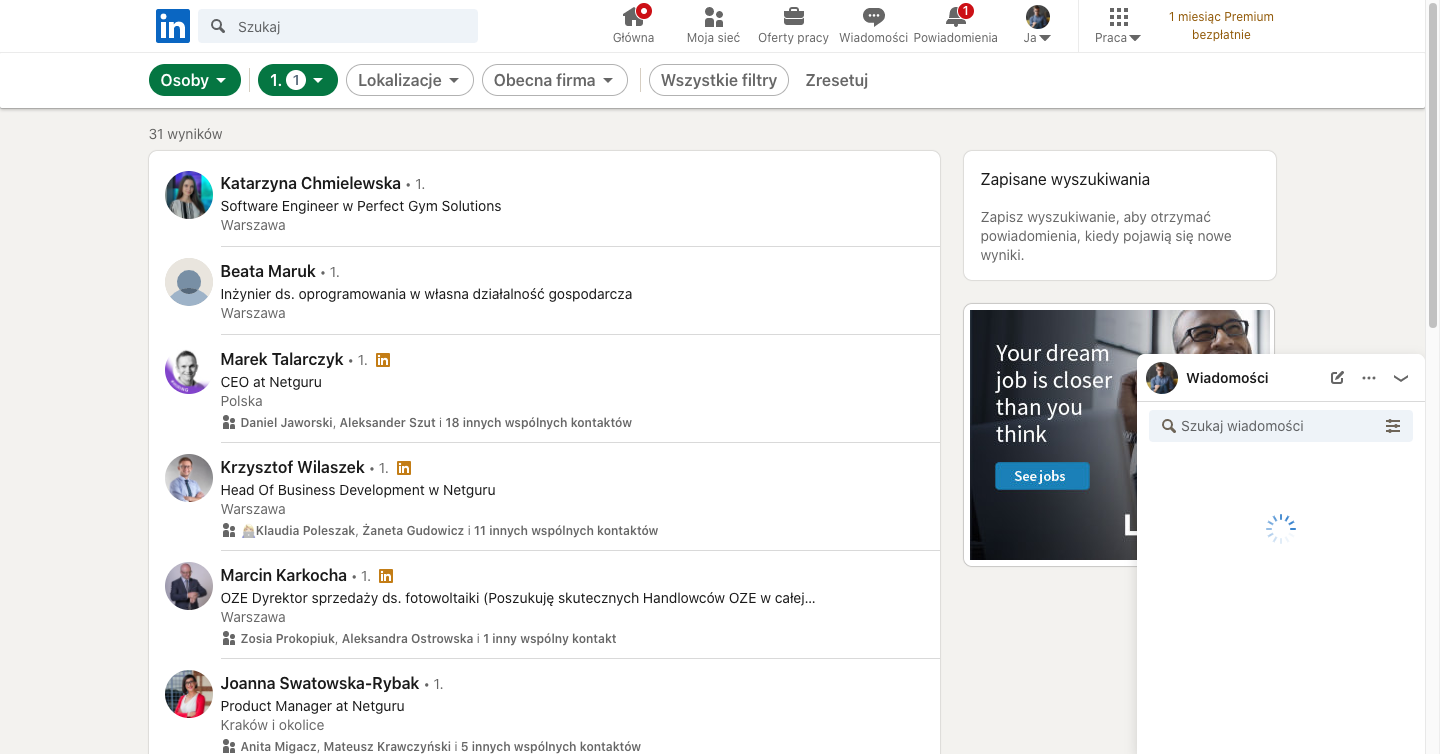 in
Szukaj
Główna
Moja sieć
Oferty pracy
Wiadomości
1
Powiadomienia
Ja
Praca
1 miesiąc Premium
bezpłatnie
Osoby
1. 1
Lokalizacje
Obecna firma
Wszystkie filtry
Zresetuj
31 wyników
Katarzyna Chmielewska • 1.
Software Engineer w Perfect Gym Solutions
Warszawa
Beata Maruk • 1.
Inżynier ds. oprogramowania w własna działalność gospodarcza
Warszawa
Marek Talarczyk • 1. in
CEO at Netguru
Polska
Daniel Jaworski, Aleksander Szut i 18 innych wspólnych kontaktów
Krzysztof Wilaszek • 1. in
Head Of Business Development w Netguru
Warszawa
Klaudia Poleszak, Żaneta Gudowicz i 11 innych wspólnych kontaktów
Marcin Karkocha • 1. in
OZE Dyrektor sprzedaży ds. fotowoltaiki (Poszukuję skutecznych Handlowców OZE w całej...
Warszawa
Zosia Prokopiuk, Aleksandra Ostrowska i 1 inny wspólny kontakt
Joanna Swatowska-Rybak • 1.
Product Manager at Netguru
Kraków i okolice
Anita Migacz, Mateusz Krawczyński i 5 innych wspólnych kontaktów
Zapisane wyszukiwania
Zapisz wyszukiwanie, aby otrzymać
powiadomienia, kiedy pojawią się nowe
wyniki.
Your dream
job is closer
than you
think
See jobs
L
Wiadomości
Szukaj wiadomości